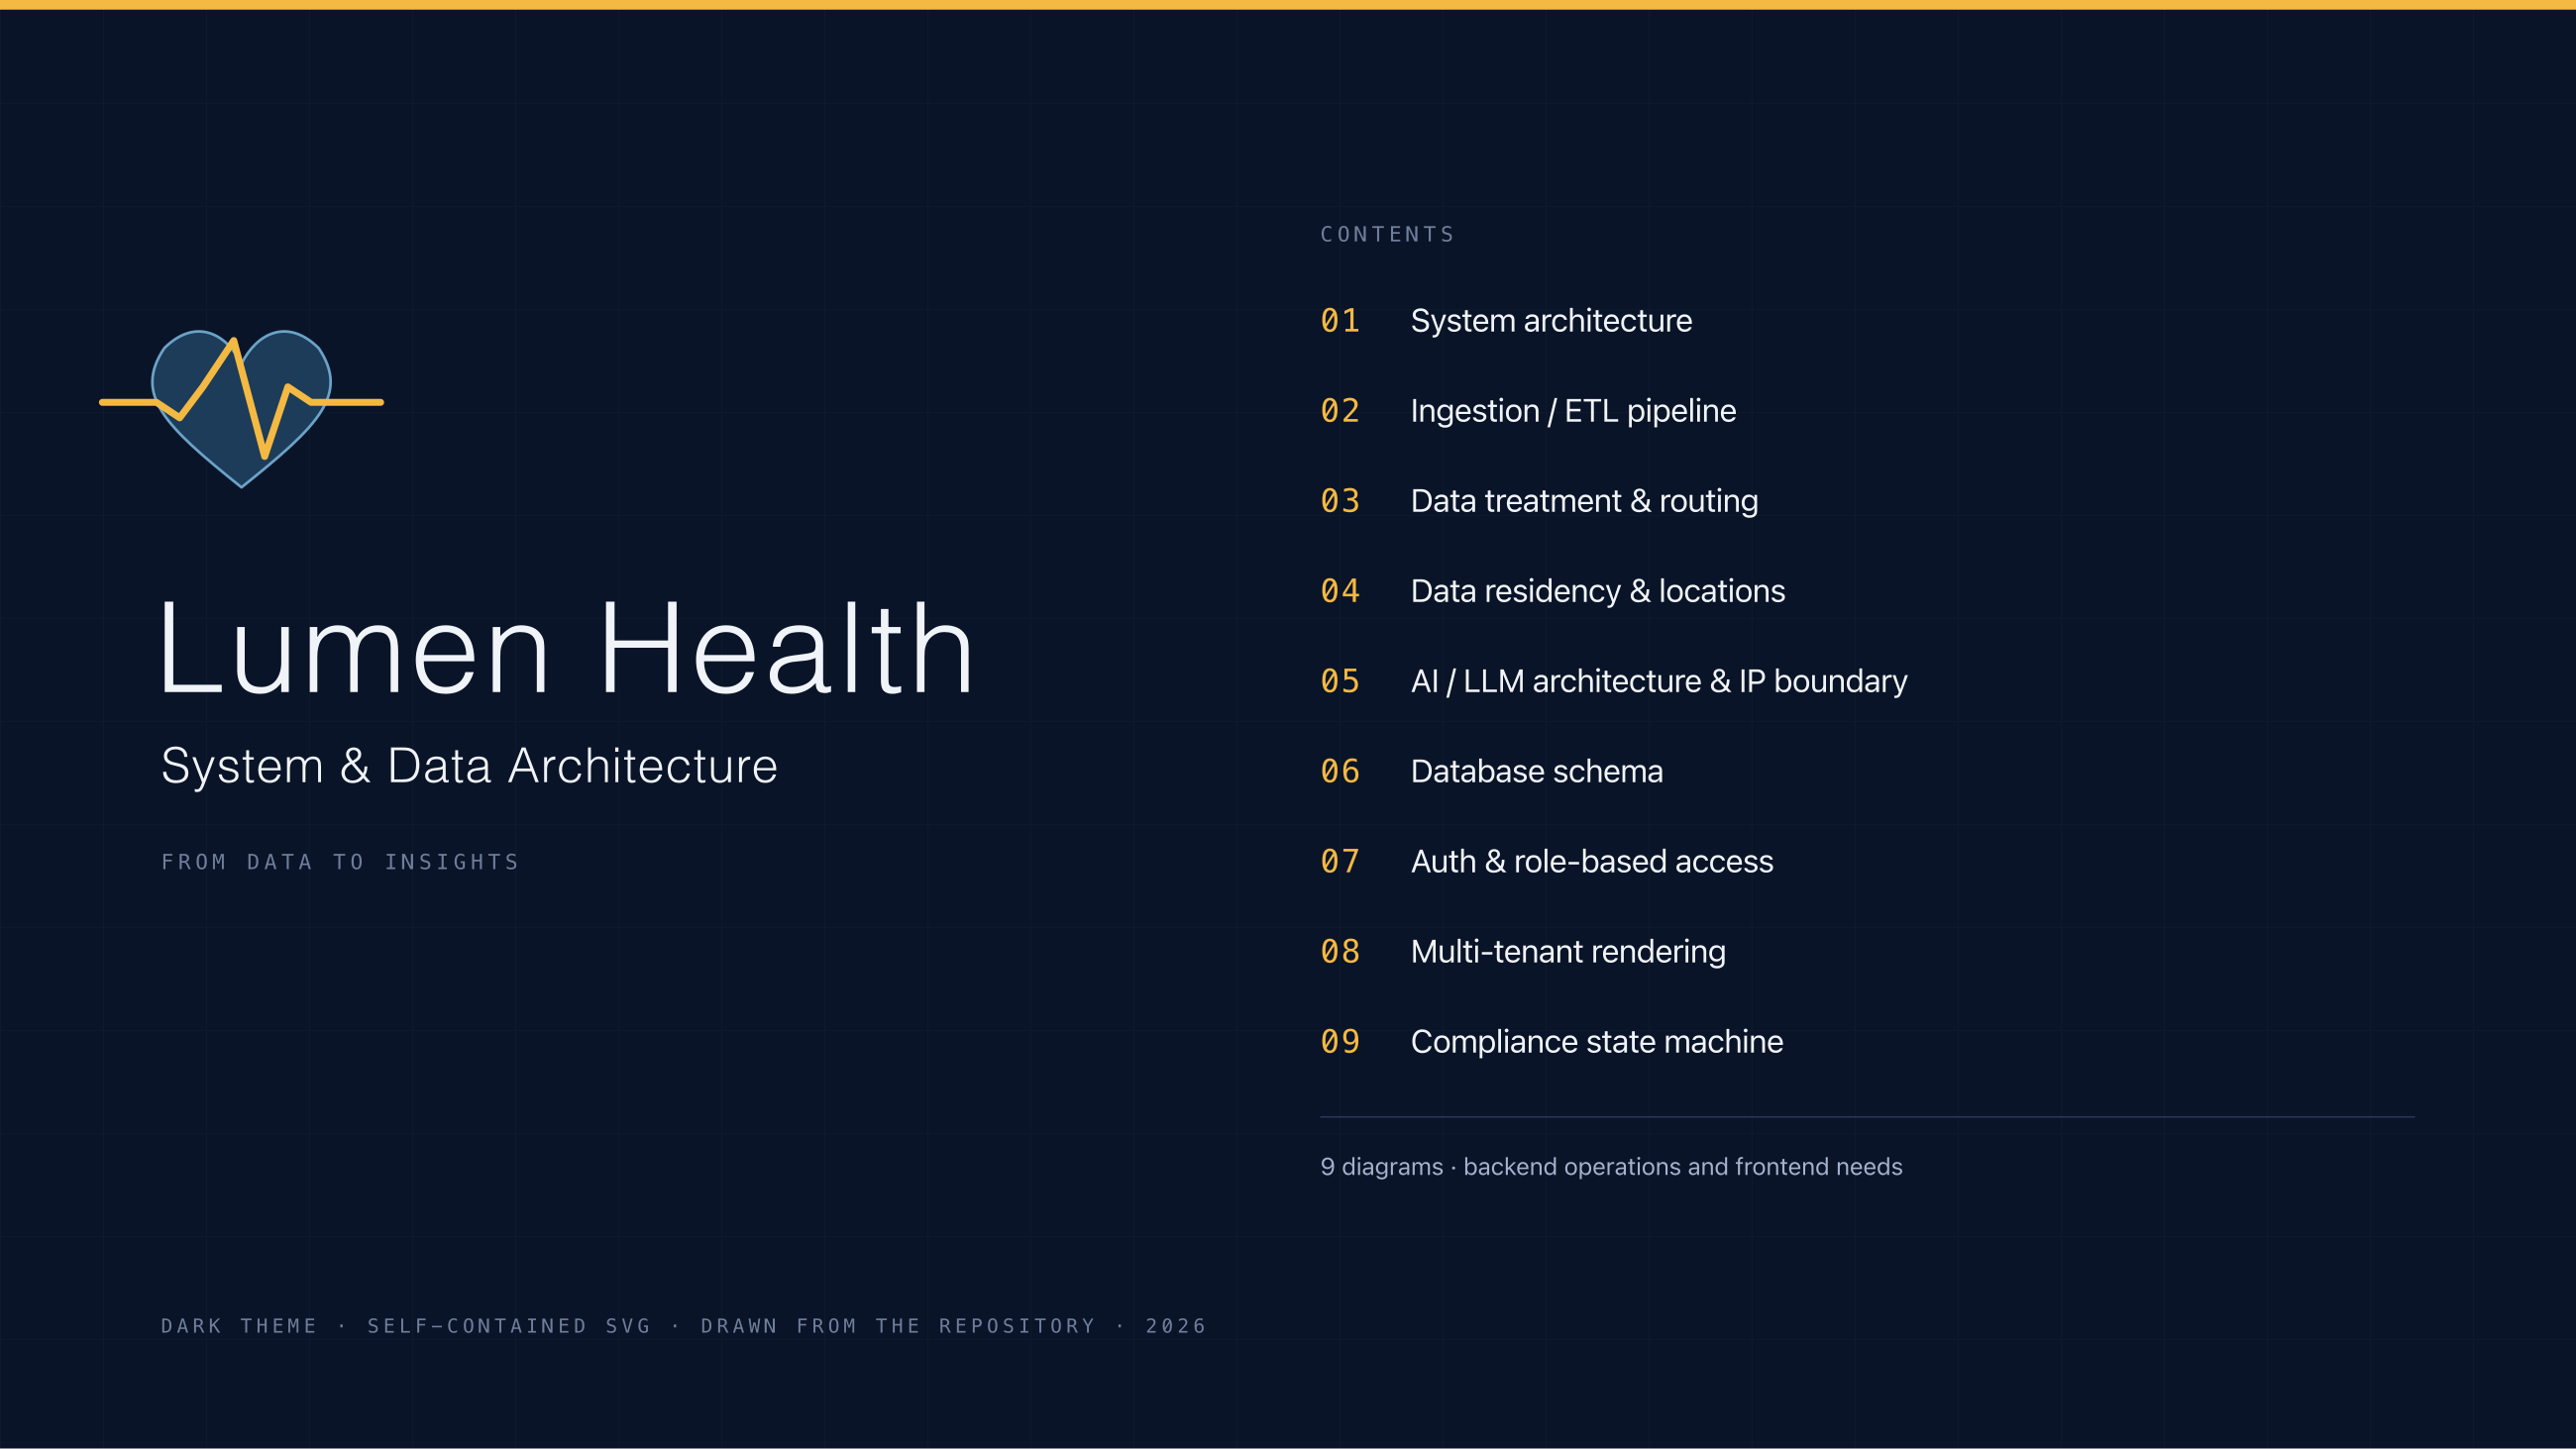 Lumen Health
System & Data Architecture
FROM DATA TO INSIGHTS
CONTENTS
01 System architecture
02 Ingestion / ETL pipeline
03 Data treatment & routing
04 Data residency & locations
05 AI / LLM architecture & IP boundary
06 Database schema
07 Auth & role-based access
08 Multi-tenant rendering
09 Compliance state machine
9 diagrams · backend operations and frontend needs
DARK THEME · SELF-CONTAINED SVG · DRAWN FROM THE REPOSITORY · 2026